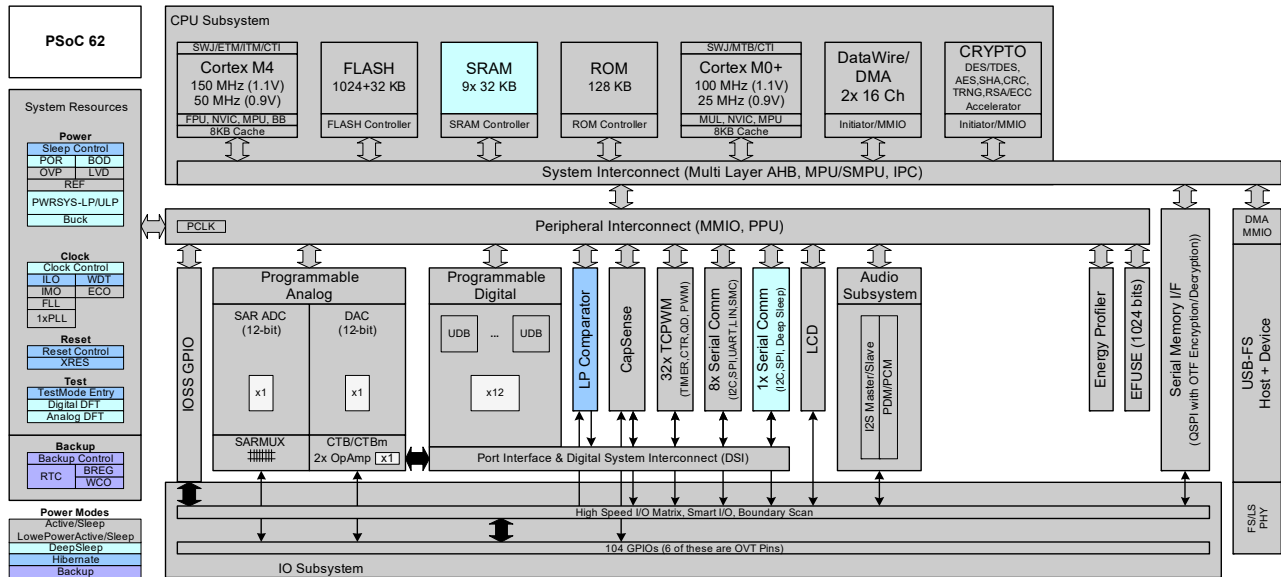 PSoC 62
System Resources
Power
Sleep Control
POR
BOD
OVP
LVD
REF
PWRSYS-LP/ULP
Buck
Clock
Clock Control
ILO
WDT
IMO
ECO
FLL
1xPLL
Reset
Reset Control
XRES
Test
TestMode Entry
Digital DFT
Analog DFT
Backup
Backup Control
RTC
BREG
WCO
Power Modes
Active/Sleep
LowePowerActive/Sleep
DeepSleep
Hibernate
Backup
CPU Subsystem
SWJ/ETM/ITM/CTI
Cortex M4
150 MHz (1.1V)
50 MHz (0.9V)
FPU, NVIC, MPU, BB
8KB Cache
FLASH
1024+32 KB
FLASH Controller
SRAM
9x 32 KB
SRAM Controller
ROM
128 KB
ROM Controller
SWJ/MTB/CTI
Cortex M0+
100 MHz (1.1V)
25 MHz (0.9V)
MUL, NVIC, MPU
8KB Cache
DataWire/
DMA
2x 16 Ch
Initiator/MMIO
CRYPTO
DES/TDES,
AES,SHA,CRC,
TRNG,RSA/ECC
Accelerator
Initiator/MMIO
System Interconnect (Multi Layer AHB, MPU/SMPU, IPC)
PCLK
Peripheral Interconnect (MMIO, PPU)
IOSS GPIO
Programmable
Analog
SAR ADC
(12-bit)
x1
DAC
(12-bit)
x1
SARMUX
CTB/CTBm
2x OpAmp
x1
Programmable
Digital
UDB
...
UDB
x12
LP Comparator
CapSense
32x TCPWM
(TIMER,CTR,QD, PWM)
8x Serial Comm
(I2C,SPI,UART,LIN,SMC)
1x Serial Comm
(I2C,SPI, Deep Sleep)
LCD
Audio
Subsystem
I2S Master/Slave
PDM/PCM
Energy Profiler
EFUSE (1024 bits)
Serial Memory I/F
(QSPI with OTF Encryption/Decryption))
DMA
MMIO
USB-FS
Host + Device
FS/LS
PHY
Port Interface & Digital System Interconnect (DSI)
High Speed I/O Matrix, Smart I/O, Boundary Scan
104 GPIOs (6 of these are OVT Pins)
IO Subsystem